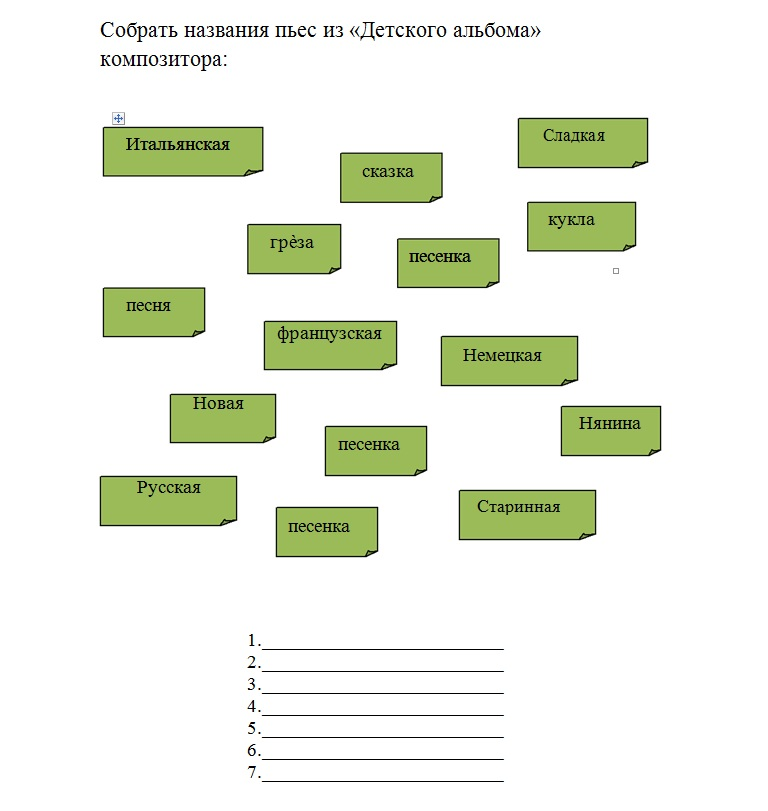 Собрать названия пьес из «Детского альбома»
композитора:
Итальянская
Сладкая
сказка
кукла
грѐза
песенка
песня
французская
Немецкая
Новая
Нянина
песенка
Русская
Старинная
песенка
1.
2.
3.
4.
5.
6.
7.